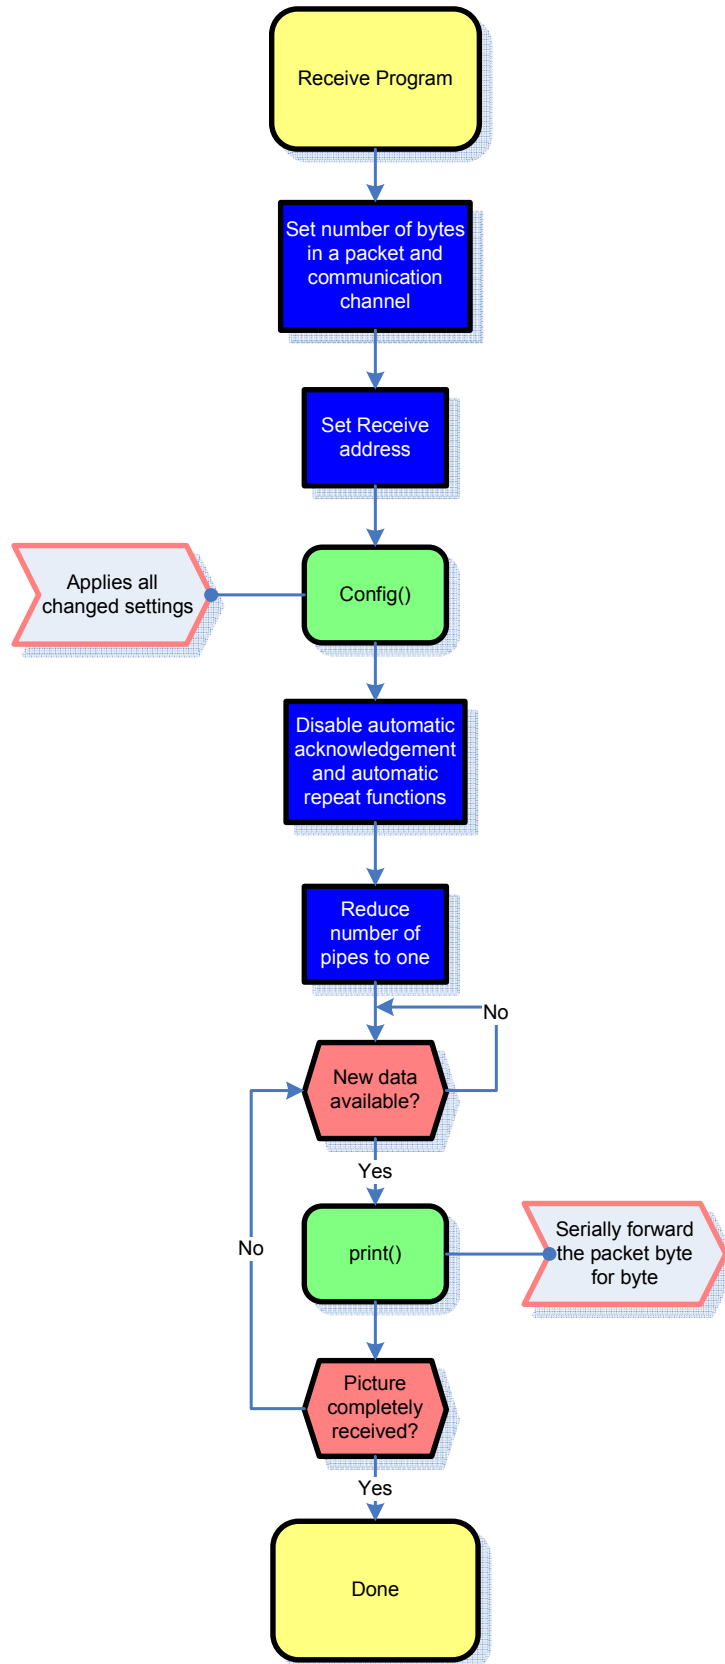 Receive Program
Set number of bytes
in a packet and
communication
channel
Set Receive
address
Applies all
changed settings
Config()
Disable automatic
acknowledgement
and automatic
repeat functions
Reduce
number of
pipes to one
No
New data
available?
Yes
No
print()
Serially forward
the packet byte
for byte
Picture
completely
received?
Yes
Done